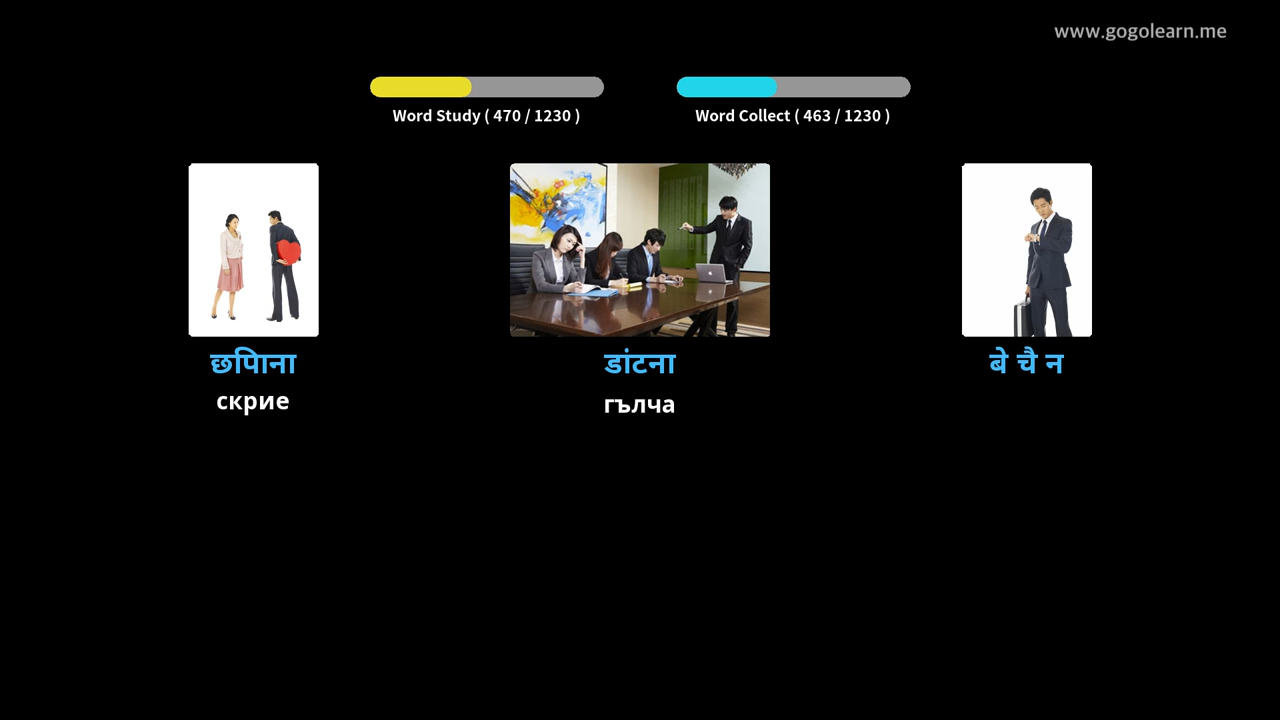 www.gogolearn.me
Word Study ( 470 / 1230 )
Word Collect ( 463 / 1230 )
छिपाना
скрие
डांटना
гълча
बे चै न